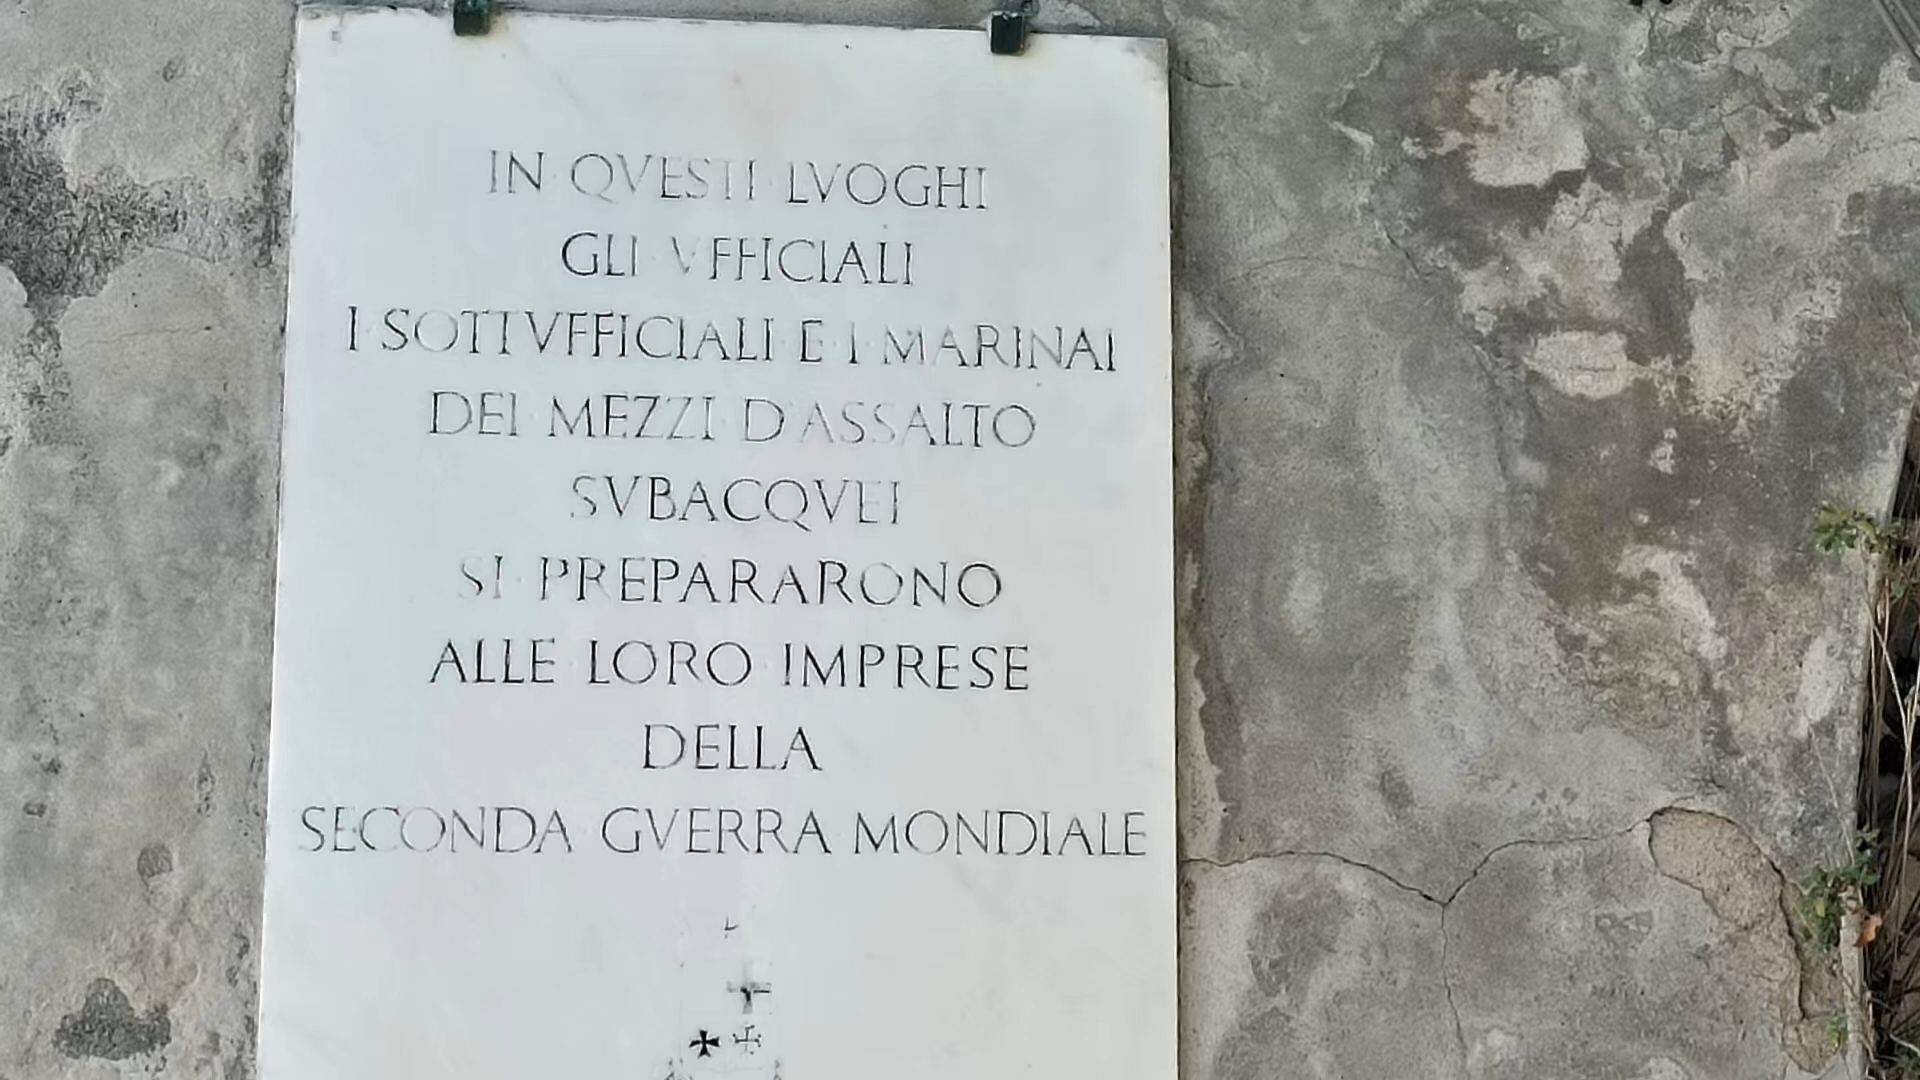 IN QVESTI LVOGHI
GLI VFFICIALI
I SOTTVFFICIALI E I MARINAI
DEI MEZZI D'ASSALTO
SVBACQVEI
SI PREPARARONO
ALLE LORO IMPRESE
DELLA
SECONDA GVERRA MONDIALE